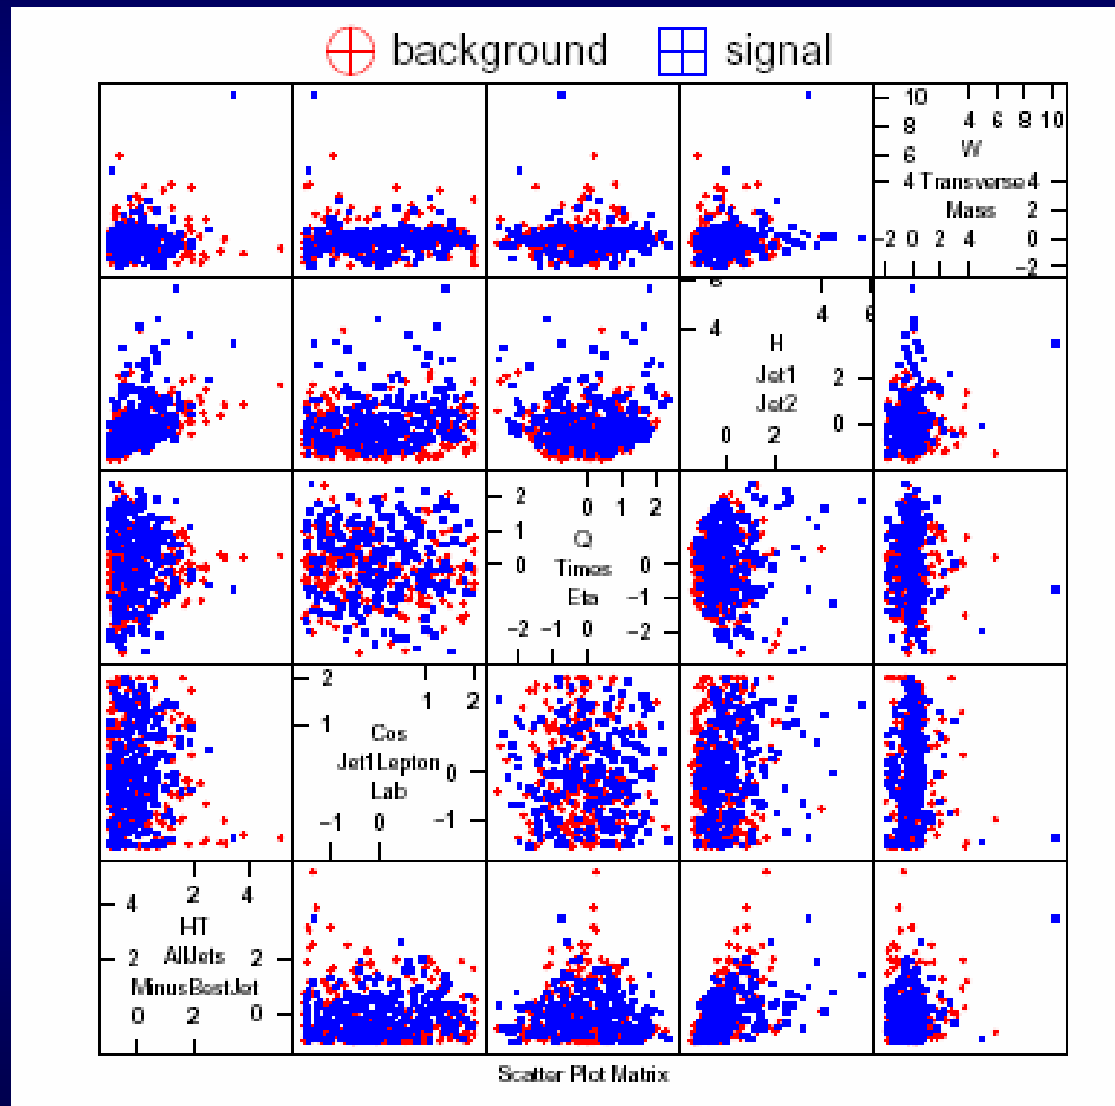 background signal
10
4 6 8 10
8
W
6
4 Transverse 4
Mass 2
-2 0 2 4 0
-2
6
4 6
4
H
Jet1 2
Jet2
0 2 0
2
0 1 2
1
Q
0 Times 0
Eta -1
-2 -1 0 -2
2
1 2
1
Cos
Jet1Lepton 0
Lab
-1 0 -1
2 4
4
HT
2 AllJets 2
MinusBestJet
0 2 0
Scatter Plot Matrix